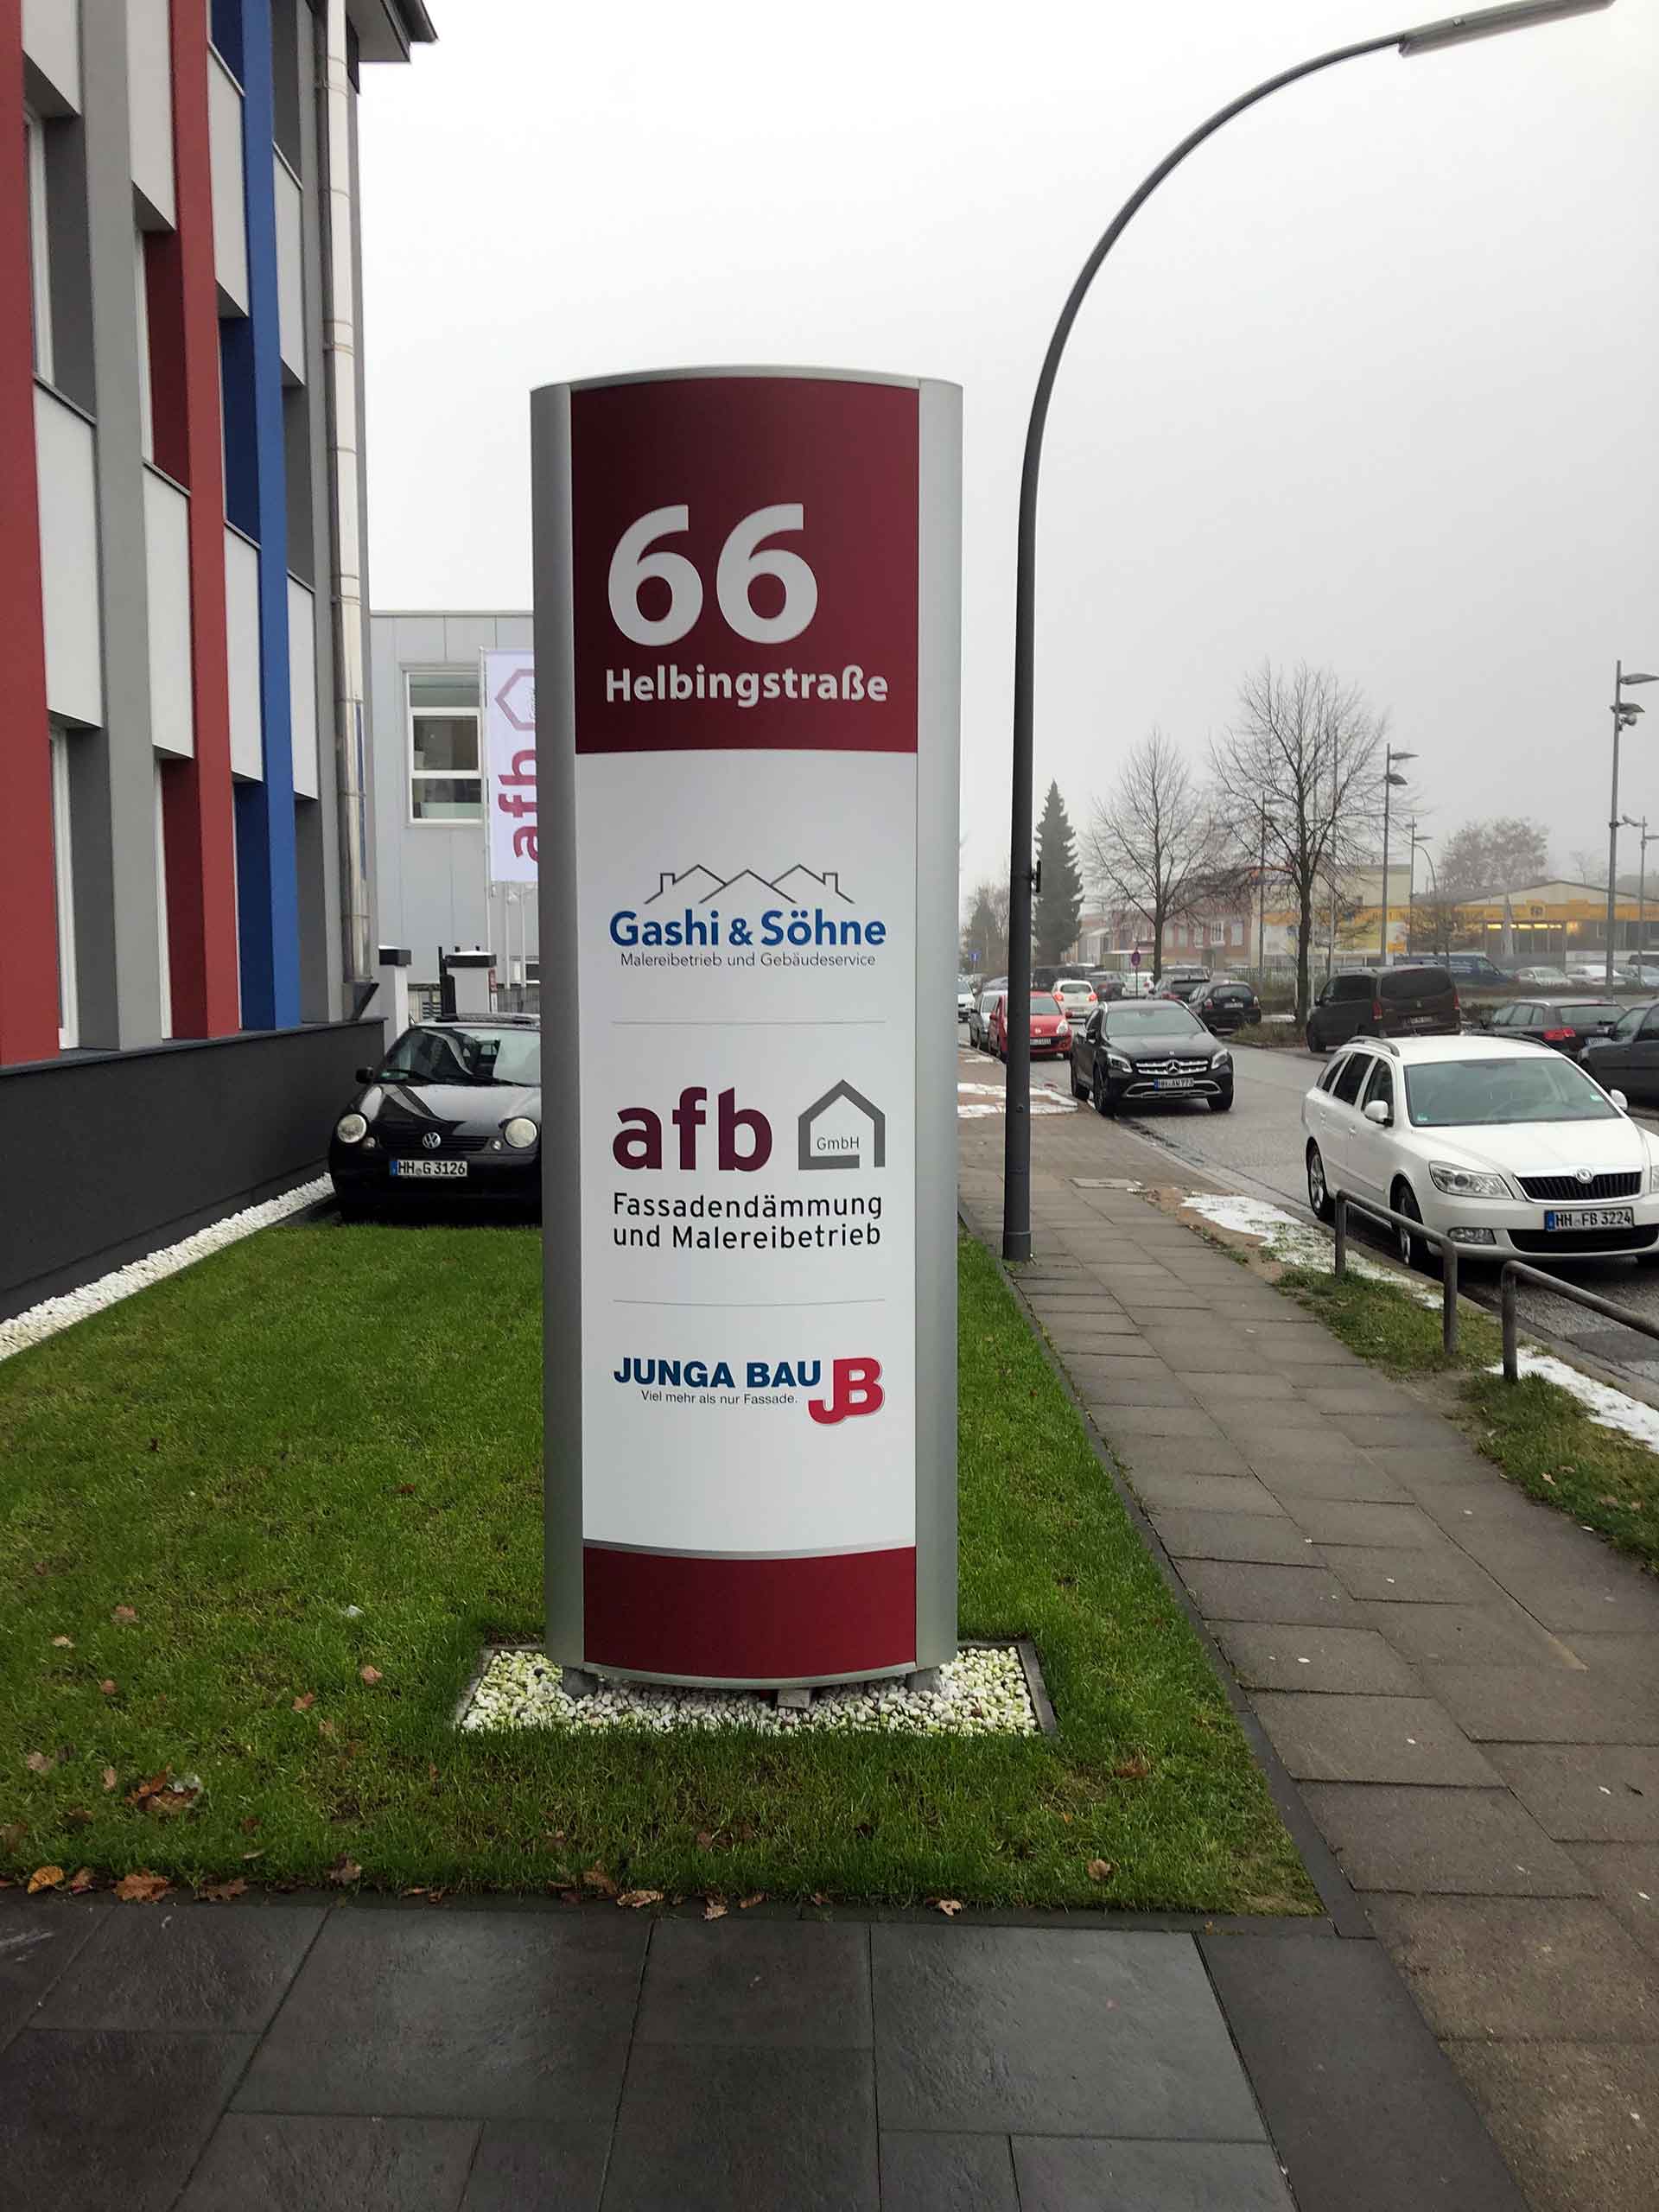 66
Helbingstraße
afb
Gashi & Söhne
Malereibetrieb und Gebäudeservice
afb GmbH
Fassadendämmung
und Malereibetrieb
JUNGA BAU JB
Viel mehr als nur Fassade.
HH G 3126
HH FB 3224